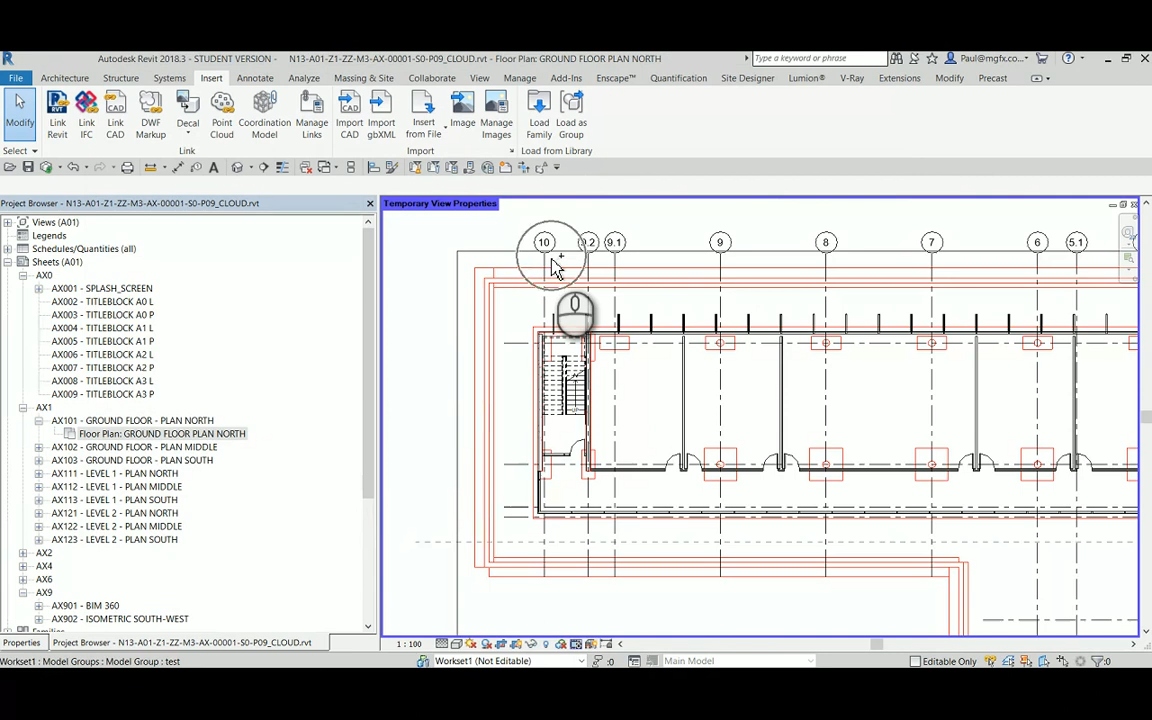 Autodesk Revit 2018.3 - STUDENT VERSION - N13-A01-Z1-ZZ-M3-AX-00001-S0-P09_CLOUD.rvt - Floor Plan: GROUND FLOOR PLAN NORTH
Type a keyword or phrase
Paul@mgfx.co...
File Architecture Structure Systems Insert Annotate Analyze Massing & Site Collaborate View Manage Add-Ins Enscape™ Quantification Site Designer Lumion® V-Ray Extensions Modify Precast
Modify
Link Revit
Link IFC
Link CAD
DWF Markup
Decal
Point Cloud
Coordination Model
Manage Links
Import CAD
Import gbXML
Insert from File
Image
Manage Images
Load Family
Load as Group
Select
Link
Import
Load from Library
Project Browser - N13-A01-Z1-ZZ-M3-AX-00001-S0-P09_CLOUD.rvt
Views (A01)
Legends
Schedules/Quantities (all)
Sheets (A01)
AX0
AX001 - SPLASH_SCREEN
AX002 - TITLEBLOCK A0 L
AX003 - TITLEBLOCK A0 P
AX004 - TITLEBLOCK A1 L
AX005 - TITLEBLOCK A1 P
AX006 - TITLEBLOCK A2 L
AX007 - TITLEBLOCK A2 P
AX008 - TITLEBLOCK A3 L
AX009 - TITLEBLOCK A3 P
AX1
AX101 - GROUND FLOOR - PLAN NORTH
Floor Plan: GROUND FLOOR PLAN NORTH
AX102 - GROUND FLOOR - PLAN MIDDLE
AX103 - GROUND FLOOR - PLAN SOUTH
AX111 - LEVEL 1 - PLAN NORTH
AX112 - LEVEL 1 - PLAN MIDDLE
AX113 - LEVEL 1 - PLAN SOUTH
AX121 - LEVEL 2 - PLAN NORTH
AX122 - LEVEL 2 - PLAN MIDDLE
AX123 - LEVEL 2 - PLAN SOUTH
AX2
AX4
AX6
AX9
AX901 - BIM 360
AX902 - ISOMETRIC SOUTH-WEST
Temporary View Properties
10 9.1 9 8 7 6 5.1
Properties
Project Browser - N13-A01-Z1-ZZ-M3-AX-00001-S0-P09_CLOUD.rvt
1 : 100
Workset1 : Model Groups : Model Group : test
Workset1 (Not Editable)
:0
Main Model
Editable Only
:0